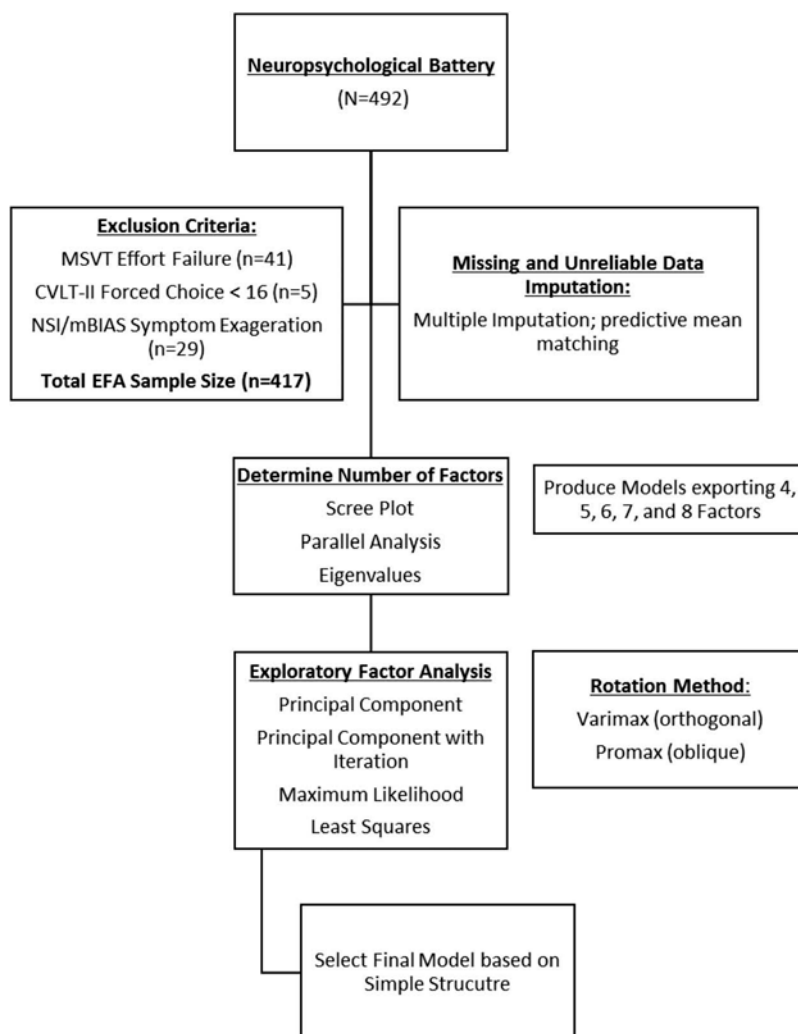 Neuropsychological Battery
(N=492)
Exclusion Criteria:
MSVT Effort Failure (n=41)
CVLT-II Forced Choice < 16 (n=5)
NSI/mBIAS Symptom Exageration
(n=29)
Total EFA Sample Size (n=417)
Missing and Unreliable Data
Imputation:
Multiple Imputation; predictive mean
matching
Determine Number of Factors
Scree Plot
Parallel Analysis
Eigenvalues
Produce Models exporting 4,
5, 6, 7, and 8 Factors
Exploratory Factor Analysis
Principal Component
Principal Component with
Iteration
Maximum Likelihood
Least Squares
Rotation Method:
Varimax (orthogonal)
Promax (oblique)
Select Final Model based on
Simple Strucutre